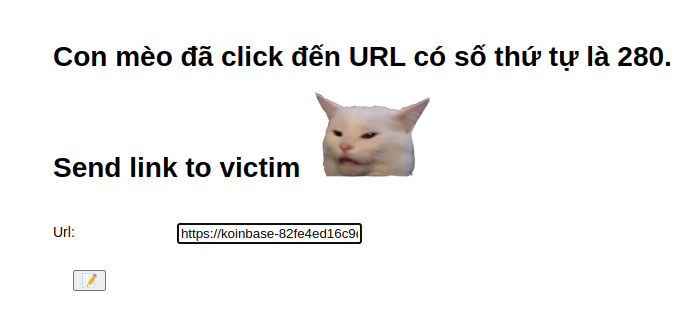 Con mèo đã click đến URL có số thứ tự là 280.
Send link to victim
Url: https://koinbase-82fe4ed16c9